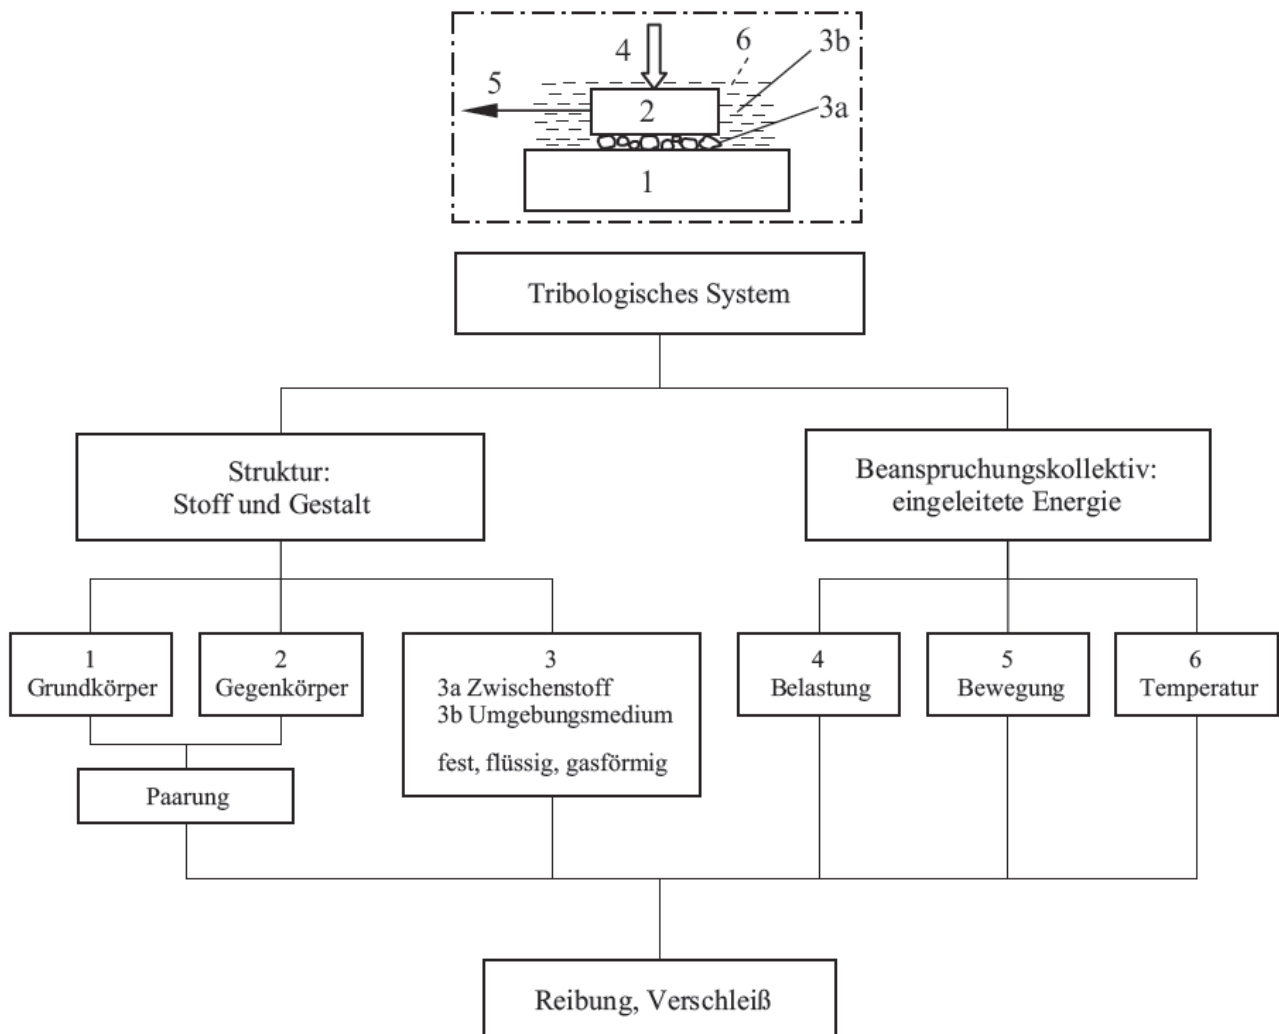 4
6
3b
5
2
3a
1
Tribologisches System
Struktur:
Stoff und Gestalt
Beanspruchungskollektiv:
eingeleitete Energie
1
Grundkörper
2
Gegenkörper
3
3a Zwischenstoff
3b Umgebungsmedium
fest, flüssig, gasförmig
4
Belastung
5
Bewegung
6
Temperatur
Paarung
Reibung, Verschleiß